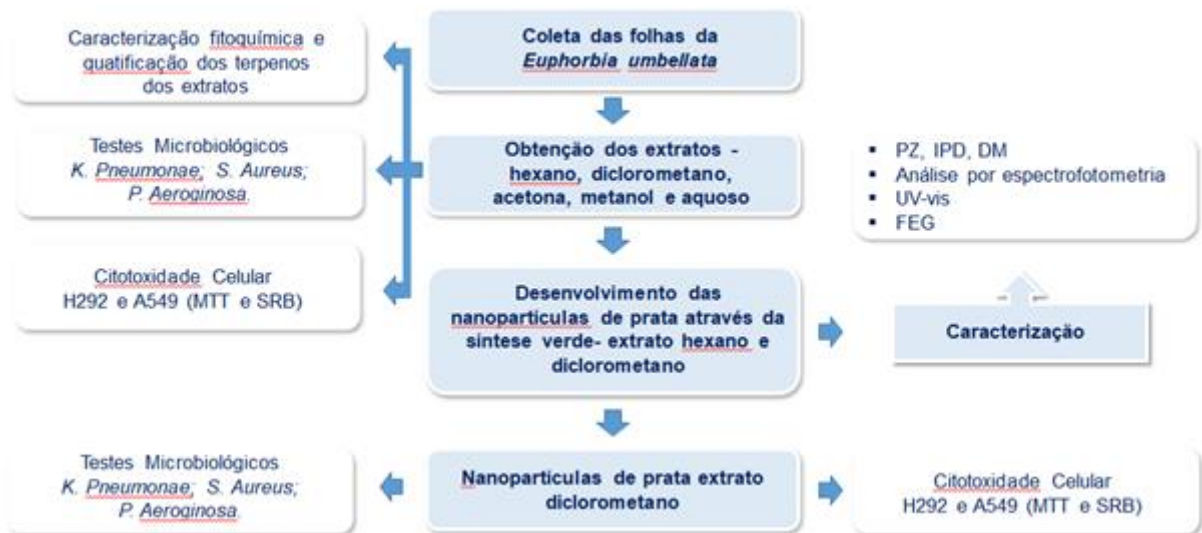 Caracterização fitoquímica e
quatificação dos terpenos
dos extratos
Coleta das folhas da
Euphorbia umbellata
Testes Microbiológicos
K. Pneumonae; S. Aureus;
P. Aeroginosa.
Obtenção dos extratos -
hexano, diclorometano,
acetona, metanol e aquoso
▪ PZ, IPD, DM
▪ Análise por espectrofotometria
▪ UV-vis
▪ FEG
Citotoxidade Celular
H292 e A549 (MTT e SRB)
Desenvolvimento das
nanoparticulas de prata através da
síntese verde- extrato hexano e
diclorometano
Caracterização
Testes Microbiológicos
K. Pneumonae; S. Aureus;
P. Aeroginosa.
Nanoparticulas de prata extrato
diclorometano
Citotoxidade Celular
H292 e A549 (MTT e SRB)